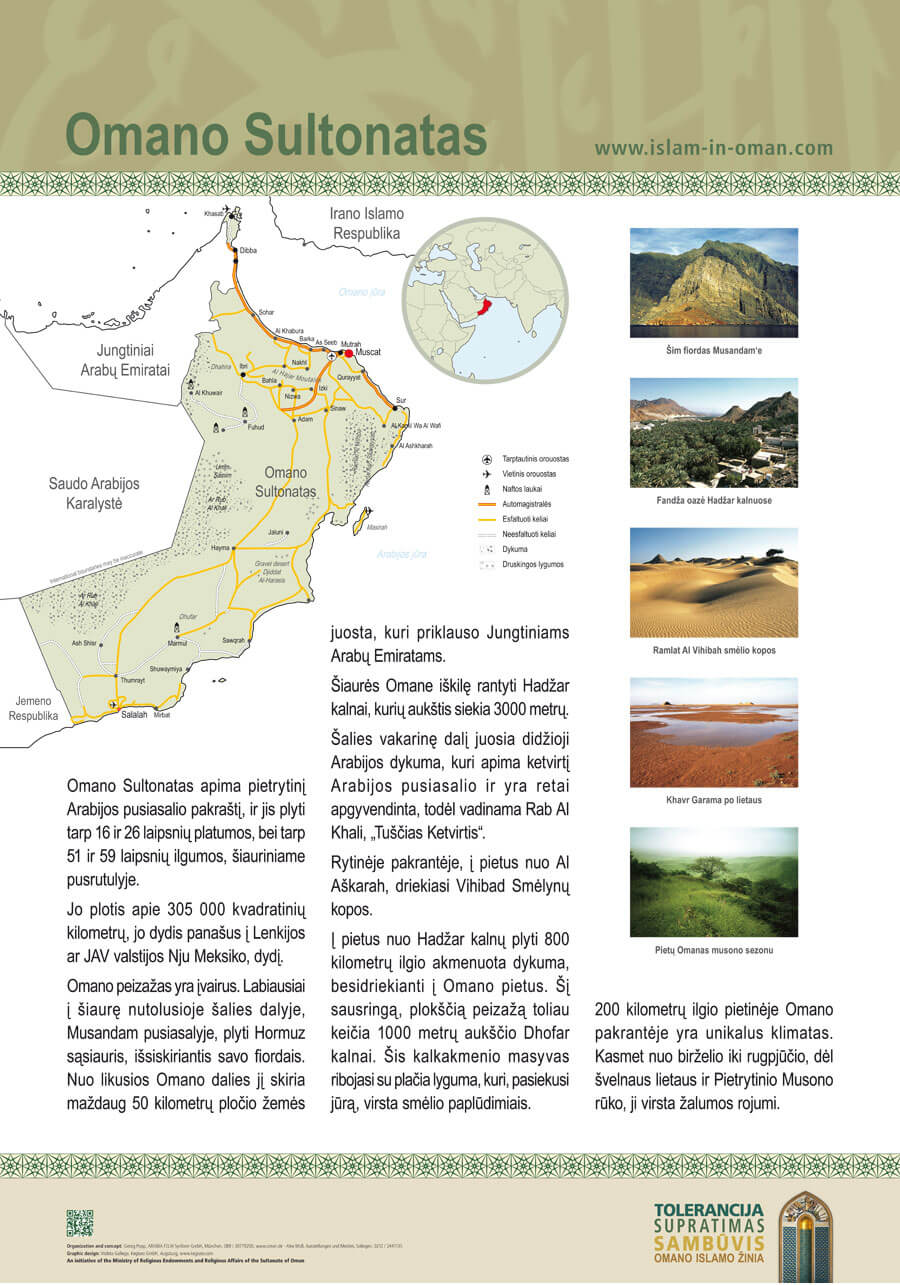 Omano Sultonatas
www.islam-in-oman.com
Irano Islamo
Respublika
Khasab
Dibba
Omano jūra
Sohar
Al Khabura
Barka
As Seeb
Mutrah
Muscat
Jungtiniai
Arabų Emiratai
Dhahira
Ibri
Nakhl
Al Hajar Moutains
Qurayyat
Bahla
Izki
Nizwa
Al Khuwair
Sinaw
Sur
Adam
Fuhud
Al Kamil Wa Al Wafi
Al Ashkharah
Saudo Arabijos
Karalystė
Umm
Samim
Omano
Sultonatas
Ar Rub
Al Khali
Masirah
Arabijos jūra
Jaluni
Hayma
International boundaries may be inaccurate
Gravel desert
Djiddat
Al-Harasis
Ar Rub
Al Khali
Dhufar
Ash Shisr
Marmul
Sawqrah
Shuwaymiya
Thumrayt
Jemeno
Respublika
Salalah
Mirbat
Tarptautinis orouostas
Vietinis orouostas
Naftos laukai
Automagistralės
Esfaltuoti keliai
Neesfaltuoti keliai
Dykuma
Druskingos lygumos
Šim fiordas Musandam'e
Fandža oazė Hadžar kalnuose
Ramlat Al Vihibah smėlio kopos
Khavr Garama po lietaus
Pietų Omanas musono sezonu
Omano Sultonatas apima pietrytinį
Arabijos pusiasalio pakraštį, ir jis plyti
tarp 16 ir 26 laipsnių platumos, bei tarp
51 ir 59 laipsnių ilgumos, šiauriniame
pusrutulyje.
Jo plotis apie 305 000 kvadratinių
kilometrų, jo dydis panašus į Lenkijos
ar JAV valstijos Nju Meksiko, dydį.
Omano peizažas yra įvairus. Labiausiai
į šiaurę nutolusioje šalies dalyje,
Musandam pusiasalyje, plyti Hormuz
sąsiauris, išsiskiriantis savo fiordais.
Nuo likusios Omano dalies jį skiria
maždaug 50 kilometrų pločio žemės
juosta, kuri priklauso Jungtiniams
Arabų Emiratams.
Šiaurės Omane iškilę rantyti Hadžar
kalnai, kurių aukštis siekia 3000 metrų.
Šalies vakarinę dalį juosia didžioji
Arabijos dykuma, kuri apima ketvirtį
Arabijos pusiasalio ir yra retai
apgyvendinta, todėl vadinama Rab Al
Khali, „Tuščias Ketvirtis“.
Rytinėje pakrantėje, į pietus nuo Al
Aškarah, driekiasi Vihibad Smėlynų
kopos.
Į pietus nuo Hadžar kalnų plyti 800
kilometrų ilgio akmenuota dykuma,
besidriekianti į Omano pietus. Šį
sausringą, plokščią peizažą toliau
keičia 1000 metrų aukščio Dhofar
kalnai. Šis kalkakmenio masyvas
ribojasi su plačia lyguma, kuri, pasiekusi
jūrą, virsta smėlio paplūdimiais.
200 kilometrų ilgio pietinėje Omano
pakrantėje yra unikalus klimatas.
Kasmet nuo birželio iki rugpjūčio, dėl
švelnaus lietaus ir Pietrytinio Musono
rūko, ji virsta žalumos rojumi.
An initiative of the Ministry of Religious Endowments and Religious Affairs of the Sultanate of Oman
TOLERANCIJA
SUPRATIMAS
SAMBŪVIS
OMANO ISLAMO ŽINIA